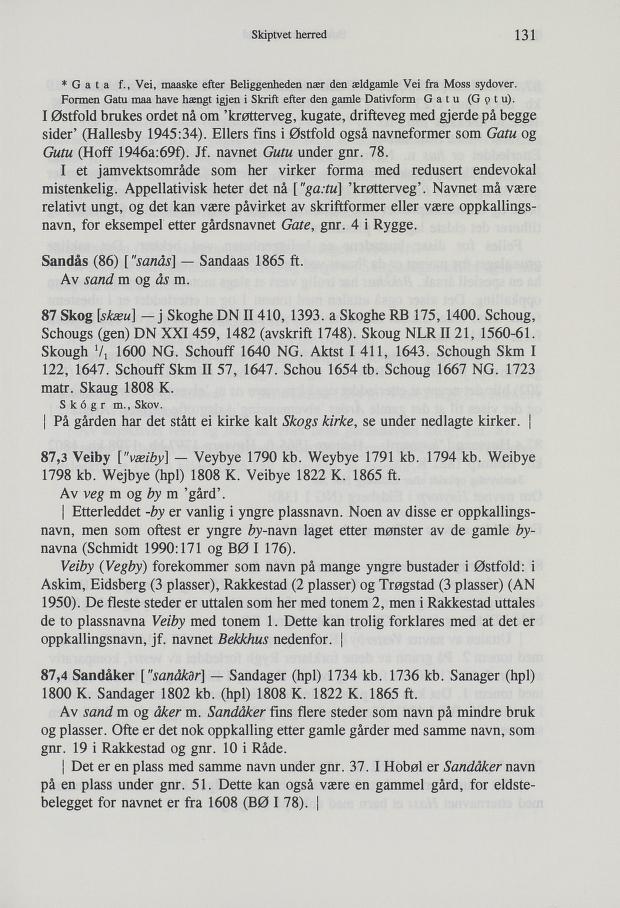 Skiptvet herred 131
* G a t a f., Vei, maaske efter Beliggenheden nær den ældgamle Vei fra Moss sydover.
Formen Gatu maa have hængt igjen i Skrift efter den gamle Dativform G a t u (G ǫ t u).
I Østfold brukes ordet nå om 'krøtterveg, kugate, drifteveg med gjerde på begge
sider' (Hallesby 1945:34). Ellers fins i Østfold også navneformer som Gatu og
Gutu (Hoff 1946a:69f). Jf. navnet Gutu under gnr. 78.
I et jamvektsområde som her virker forma med redusert endevokal
mistenkelig. Appellativisk heter det nå ["ga:tu] 'krøtterveg'. Navnet må være
relativt ungt, og det kan være påvirket av skriftformer eller være oppkallings-
navn, for eksempel etter gårdsnavnet Gate, gnr. 4 i Rygge.
Sandås (86) ["sanås] — Sandaas 1865 ft.
Av sand m og ås m.
87 Skog [skæu] — j Skoghe DN II 410, 1393. a Skoghe RB 175, 1400. Schoug,
Schougs (gen) DN XXI 459, 1482 (avskrift 1748). Skoug NLR II 21, 1560-61.
Skough 1/1 1600 NG. Schouff 1640 NG. Aktst I 411, 1643. Schough Skm I
122, 1647. Schouff Skm II 57, 1647. Schou 1654 tb. Schoug 1667 NG. 1723
matr. Skaug 1808 K.
S k ó g r m., Skov.
| På gården har det stått ei kirke kalt Skogs kirke, se under nedlagte kirker. |
87,3 Veiby ["væiby] — Veybye 1790 kb. Weybye 1791 kb. 1794 kb. Weibye
1798 kb. Wejbye (hpl) 1808 K. Veibye 1822 K. 1865 ft.
Av veg m og by m 'gård'.
| Etterleddet -by er vanlig i yngre plassnavn. Noen av disse er oppkallings-
navn, men som oftest er yngre by-navn laget etter mønster av de gamle by-
navna (Schmidt 1990:171 og BØ I 176).
Veiby (Vegby) forekommer som navn på mange yngre bustader i Østfold: i
Askim, Eidsberg (3 plasser), Rakkestad (2 plasser) og Trøgstad (3 plasser) (AN
1950). De fleste steder er uttalen som her med tonem 2, men i Rakkestad uttales
de to plassnavna Veiby med tonem 1. Dette kan trolig forklares med at det er
oppkallingsnavn, jf. navnet Bekkhus nedenfor. |
87,4 Sandåker ["sanåkər] — Sandager (hpl) 1734 kb. 1736 kb. Sanager (hpl)
1800 K. Sandager 1802 kb. (hpl) 1808 K. 1822 K. 1865 ft.
Av sand m og åker m. Sandåker fins flere steder som navn på mindre bruk
og plasser. Ofte er det nok oppkalling etter gamle gårder med samme navn, som
gnr. 19 i Rakkestad og gnr. 10 i Råde.
| Det er en plass med samme navn under gnr. 37. I Hobøl er Sandåker navn
på en plass under gnr. 51. Dette kan også være en gammel gård, for eldste-
belegget for navnet er fra 1608 (BØ I 78). |